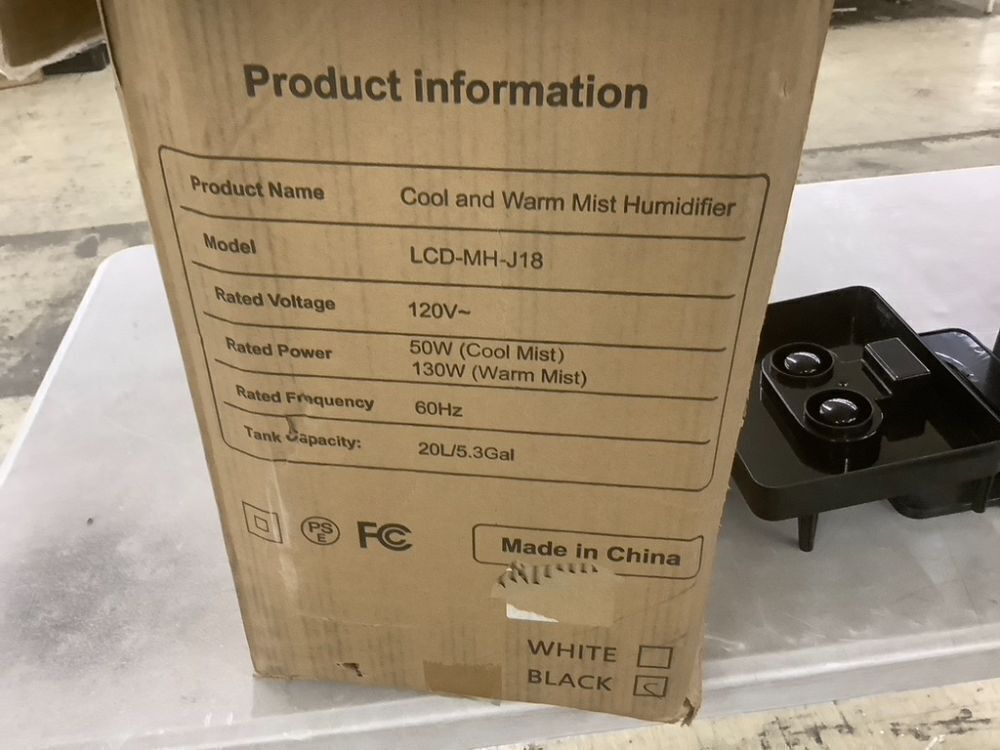 Product information
Product Name Cool and Warm Mist Humidifier
Model LCD-MH-J18
Rated Voltage 120V~
Rated Power 50W (Cool Mist)
130W (Warm Mist)
Rated Frequency 60Hz
Tank Capacity: 20L/5.3Gal
PS
E
FC
Made in China
WHITE
BLACK